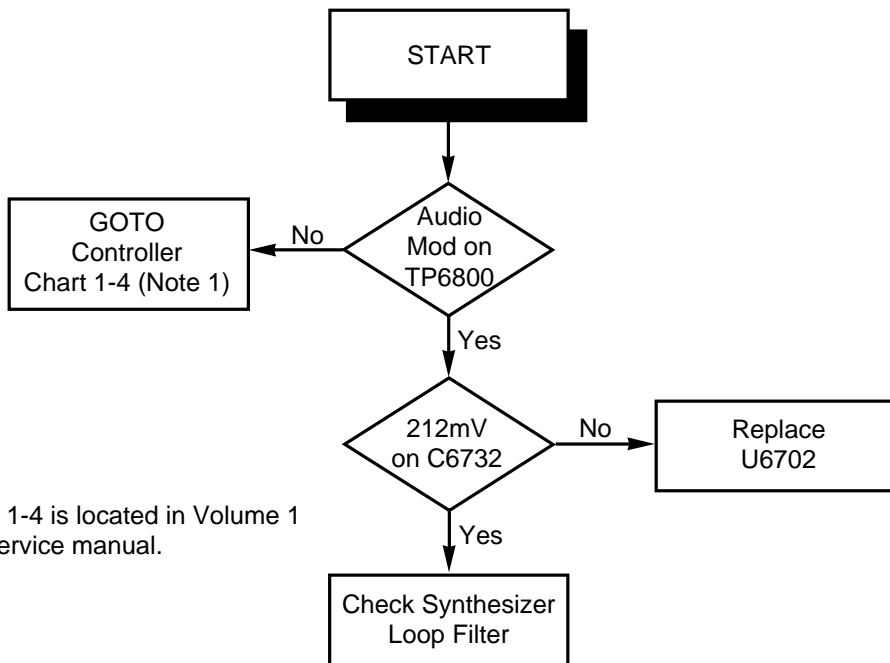 START
Audio
Mod on
TP6800
No
GOTO
Controller
Chart 1-4 (Note 1)
Yes
212mV
on C6732
No
Replace
U6702
1-4 is located in Volume 1
ervice manual.
Yes
Check Synthesizer
Loop Filter